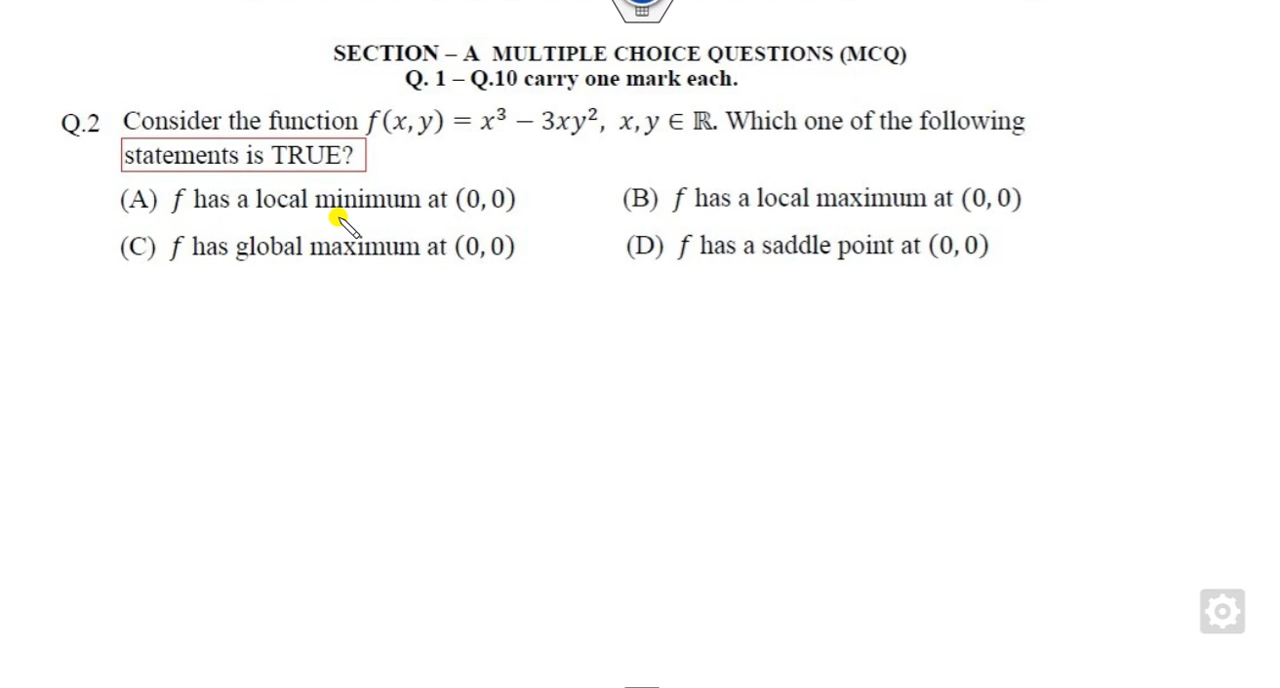 SECTION – A MULTIPLE CHOICE QUESTIONS (MCQ)
Q. 1 – Q.10 carry one mark each.
Q.2 Consider the function f(x, y) = x³ − 3xy², x, y ∈ ℝ. Which one of the following
statements is TRUE?
(A) f has a local minimum at (0, 0) (B) f has a local maximum at (0, 0)
(C) f has global maximum at (0, 0) (D) f has a saddle point at (0, 0)